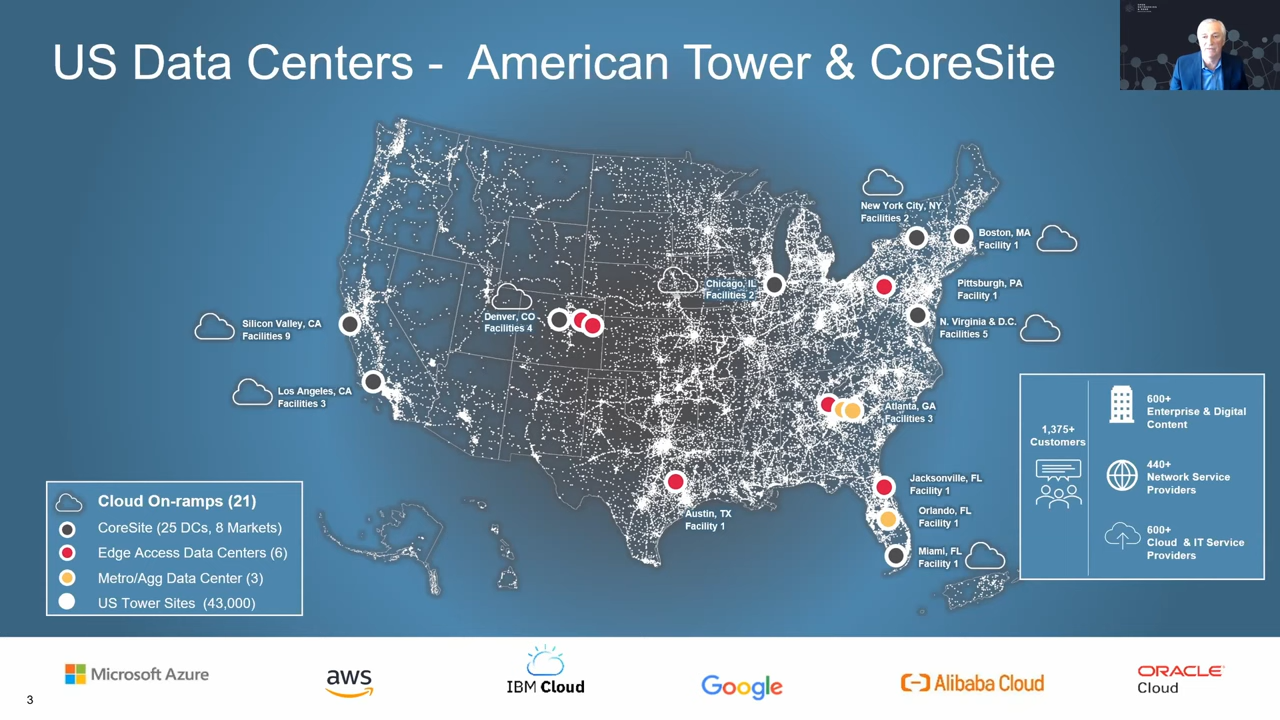 US Data Centers - American Tower & CoreSite
New York City, NY
Facilities 2
Boston, MA
Facility 1
Chicago, IL
Facilities 2
Pittsburgh, PA
Facility 1
Denver, CO
Facilities 4
N. Virginia & D.C.
Facilities 5
Silicon Valley, CA
Facilities 9
Los Angeles, CA
Facilities 3
Atlanta, GA
Facilities 3
Jacksonville, FL
Facility 1
Orlando, FL
Facility 1
Austin, TX
Facility 1
Miami, FL
Facility 1
1,375+
Customers
600+
Enterprise & Digital
Content
440+
Network Service
Providers
600+
Cloud & IT Service
Providers
Cloud On-ramps (21)
CoreSite (25 DCs, 8 Markets)
Edge Access Data Centers (6)
Metro/Agg Data Center (3)
US Tower Sites (43,000)
Microsoft Azure
aws
IBM Cloud
Google
Alibaba Cloud
ORACLE
Cloud
3